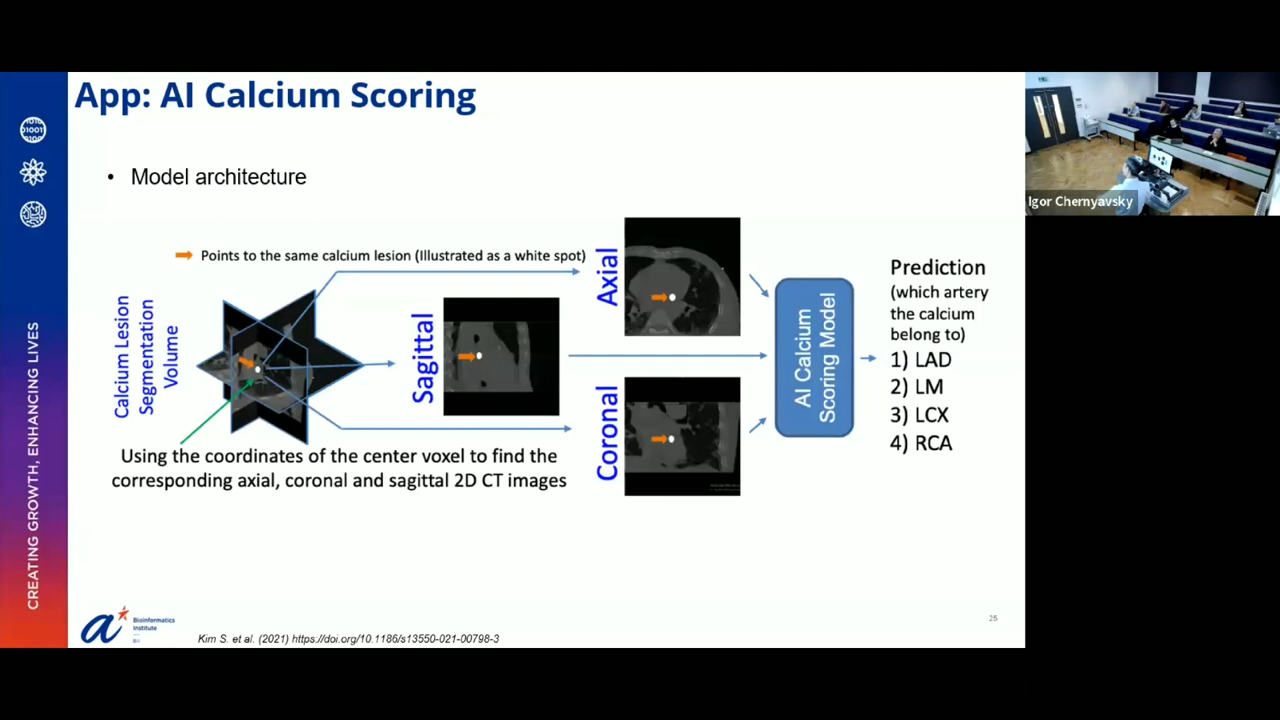 App: AI Calcium Scoring
• Model architecture
Points to the same calcium lesion (Illustrated as a white spot)
Calcium Lesion
Segmentation
Volume
Sagittal
Axial
Coronal
AI Calcium
Scoring Model
Prediction
(which artery
the calcium
belong to)
1) LAD
2) LM
3) LCX
4) RCA
Using the coordinates of the center voxel to find the
corresponding axial, coronal and sagittal 2D CT images
CREATING GROWTH, ENHANCING LIVES
Bioinformatics
Institute
Kim S. et al. (2021) https://doi.org/10.1186/s13550-021-00798-3
25
Igor Chernyavsky